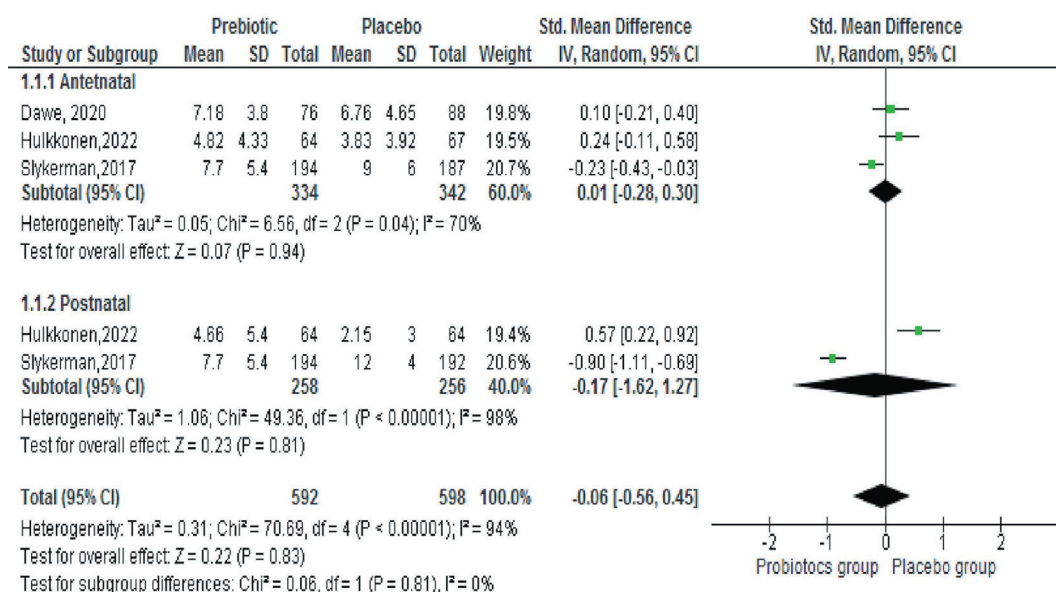 Prebiotic Placebo Std. Mean Difference Std. Mean Difference
Study or Subgroup Mean SD Total Mean SD Total Weight IV, Random, 95% CI IV, Random, 95% CI
1.1.1 Antetnatal
Dawe, 2020 7.18 3.8 76 6.76 4.65 88 19.8% 0.10 [-0.21, 0.40]
Hulkkonen,2022 4.82 4.33 64 3.83 3.92 67 19.5% 0.24 [-0.11, 0.58]
Slykerman,2017 7.7 5.4 194 9 6 187 20.7% -0.23 [-0.43, -0.03]
Subtotal (95% CI) 334 342 60.0% 0.01 [-0.28, 0.30]
Heterogeneity: Tau² = 0.05; Chi² = 6.56, df = 2 (P = 0.04); I² = 70%
Test for overall effect: Z = 0.07 (P = 0.94)
1.1.2 Postnatal
Hulkkonen,2022 4.66 5.4 64 2.15 3 64 19.4% 0.57 [0.22, 0.92]
Slykerman,2017 7.7 5.4 194 12 4 192 20.6% -0.90 [-1.11, -0.69]
Subtotal (95% CI) 258 256 40.0% -0.17 [-1.62, 1.27]
Heterogeneity: Tau² = 1.06; Chi² = 49.36, df = 1 (P < 0.00001); I² = 98%
Test for overall effect: Z = 0.23 (P = 0.81)
Total (95% CI) 592 598 100.0% -0.06 [-0.56, 0.45]
Heterogeneity: Tau² = 0.31; Chi² = 70.69, df = 4 (P < 0.00001); I² = 94%
Test for overall effect: Z = 0.22 (P = 0.83)
Test for subgroup differences: Chi² = 0.06, df = 1 (P = 0.81), I² = 0%
-2 -1 0 1 2
Probiotocs group Placebo group